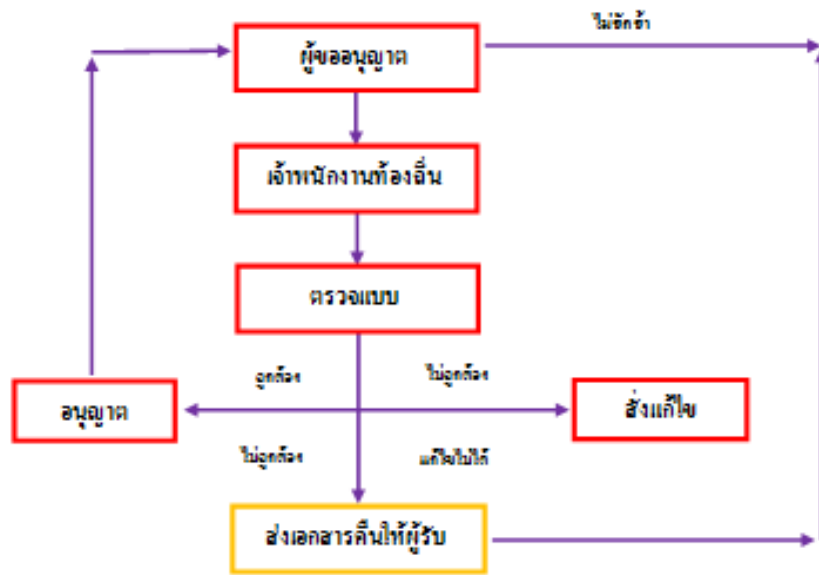 ไม่ชักช้า
ผู้ขออนุญาต
เจ้าพนักงานท้องถิ่น
ตรวจแบบ
ถูกต้อง
ไม่ถูกต้อง
อนุญาต
สั่งแก้ไข
ไม่ถูกต้อง
แก้ไขไม่ได้
ส่งเอกสารคืนให้ผู้รับ